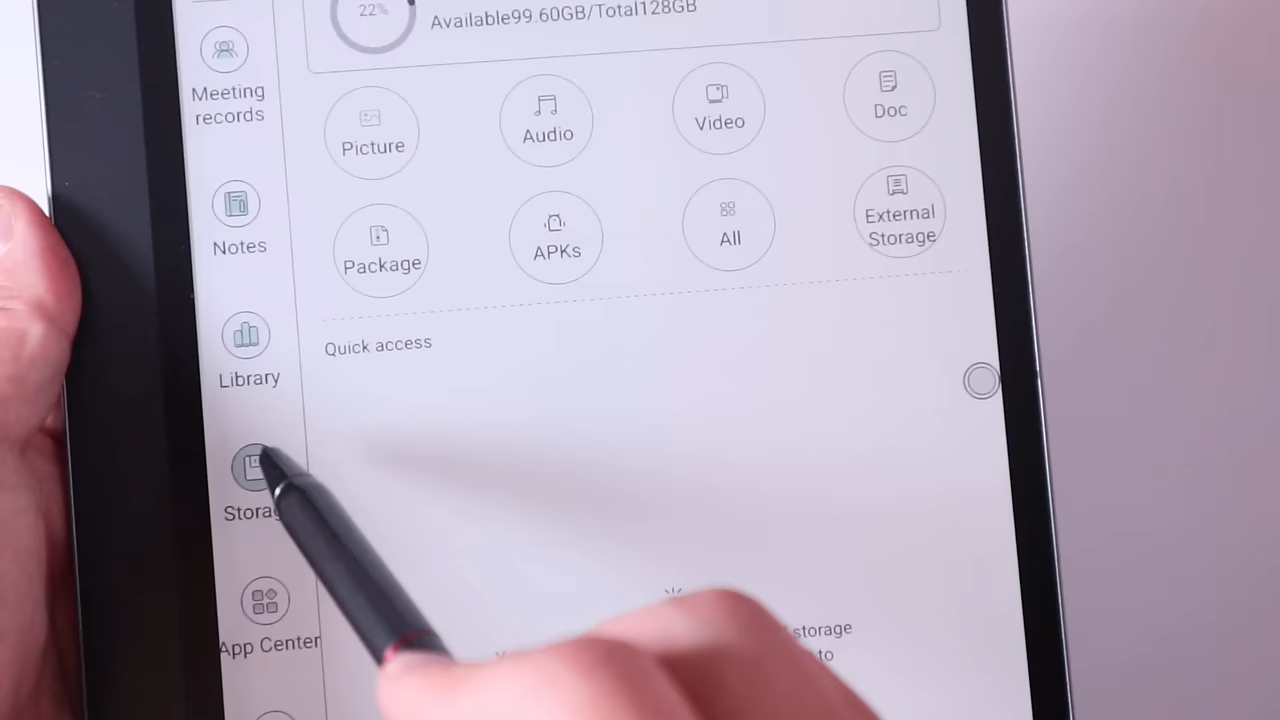 22%
Available99.60GB/Total128GB
Meeting
records
Notes
Library
App Center
Picture
Audio
Video
Doc
Package
APKs
All
External
Storage
Quick access
storage
to